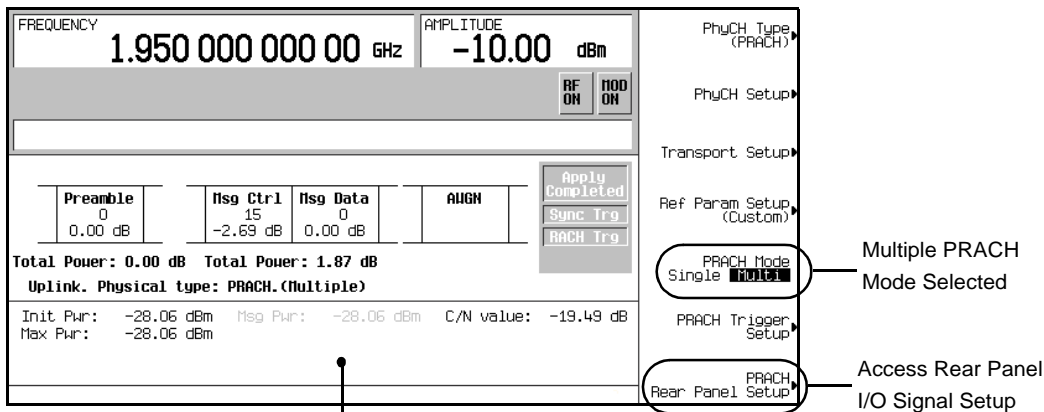 FREQUENCY
1.950 000 000 00 GHz
AMPLITUDE
-10.00 dBm
RF ON
MOD ON
Preamble
0
0.00 dB
Msg Ctrl
15
-2.69 dB
Msg Data
0
0.00 dB
AWGN
Apply
Completed
Sync Trg
RACH Trg
Total Power: 0.00 dB Total Power: 1.87 dB
Uplink. Physical type: PRACH.(Multiple)
Init Pwr: -28.06 dBm Msg Pwr: -28.06 dBm C/N value: -19.49 dB
Max Pwr: -28.06 dBm
PhyCH Type
(PRACH)
PhyCH Setup
Transport Setup
Ref Param Setup
(Custom)
PRACH Mode
Single Multi
PRACH Trigger
Setup
PRACH
Rear Panel Setup
Multiple PRACH
Mode Selected
Access Rear Panel
I/O Signal Setup